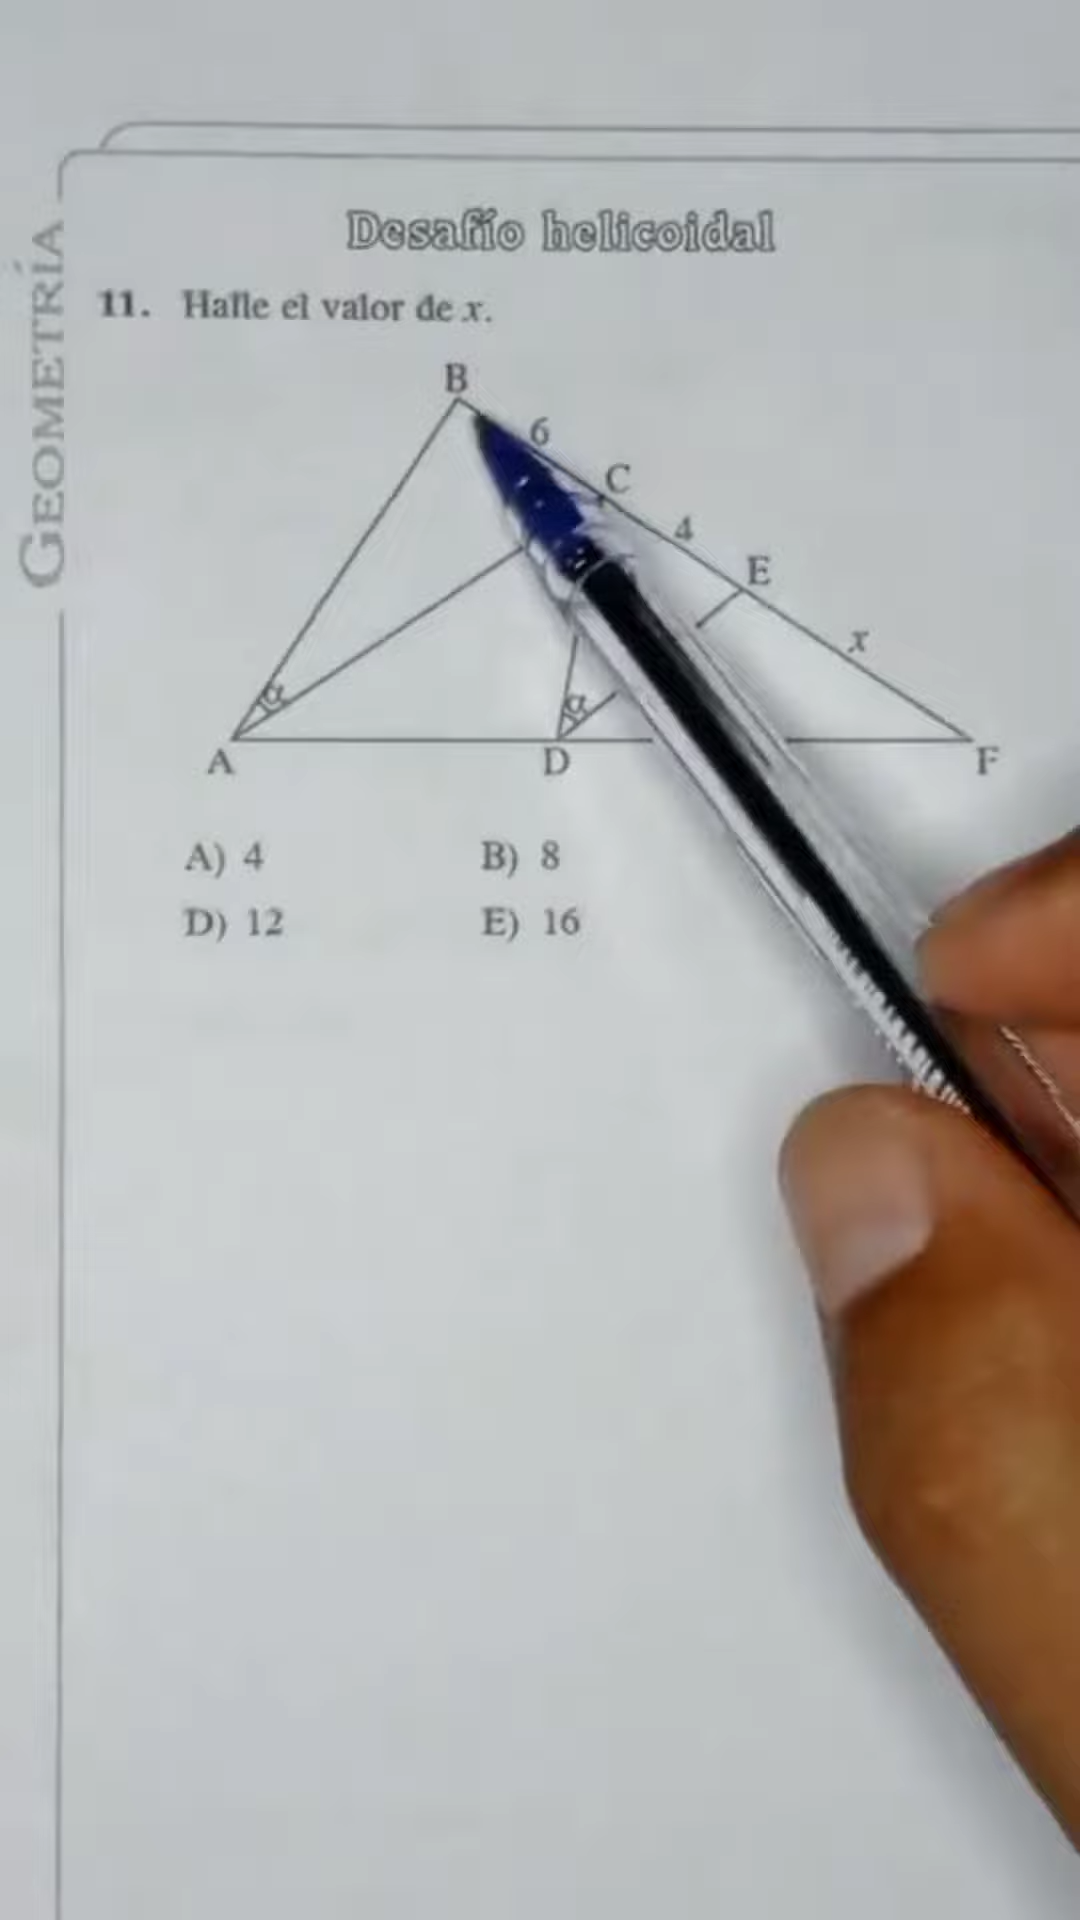 GEOMETRÍA
Desafío helicoidal
11. Halle el valor de x.
B
6
C
4
E
x
α
α
A
D
F
A) 4 B) 8
D) 12 E) 16